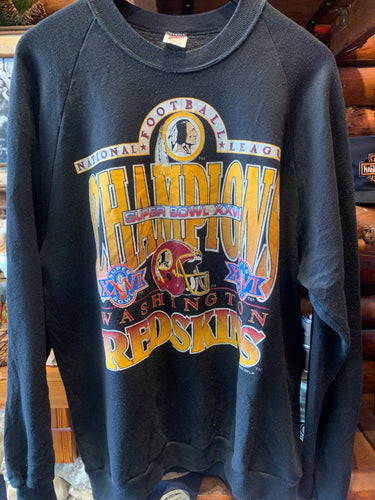 NATIONAL ★ FOOTBALL ★ LEAGUE
CHAMPIONS
SUPER BOWL XXVI
XXVI XXVI
WASHINGTON
REDSKINS